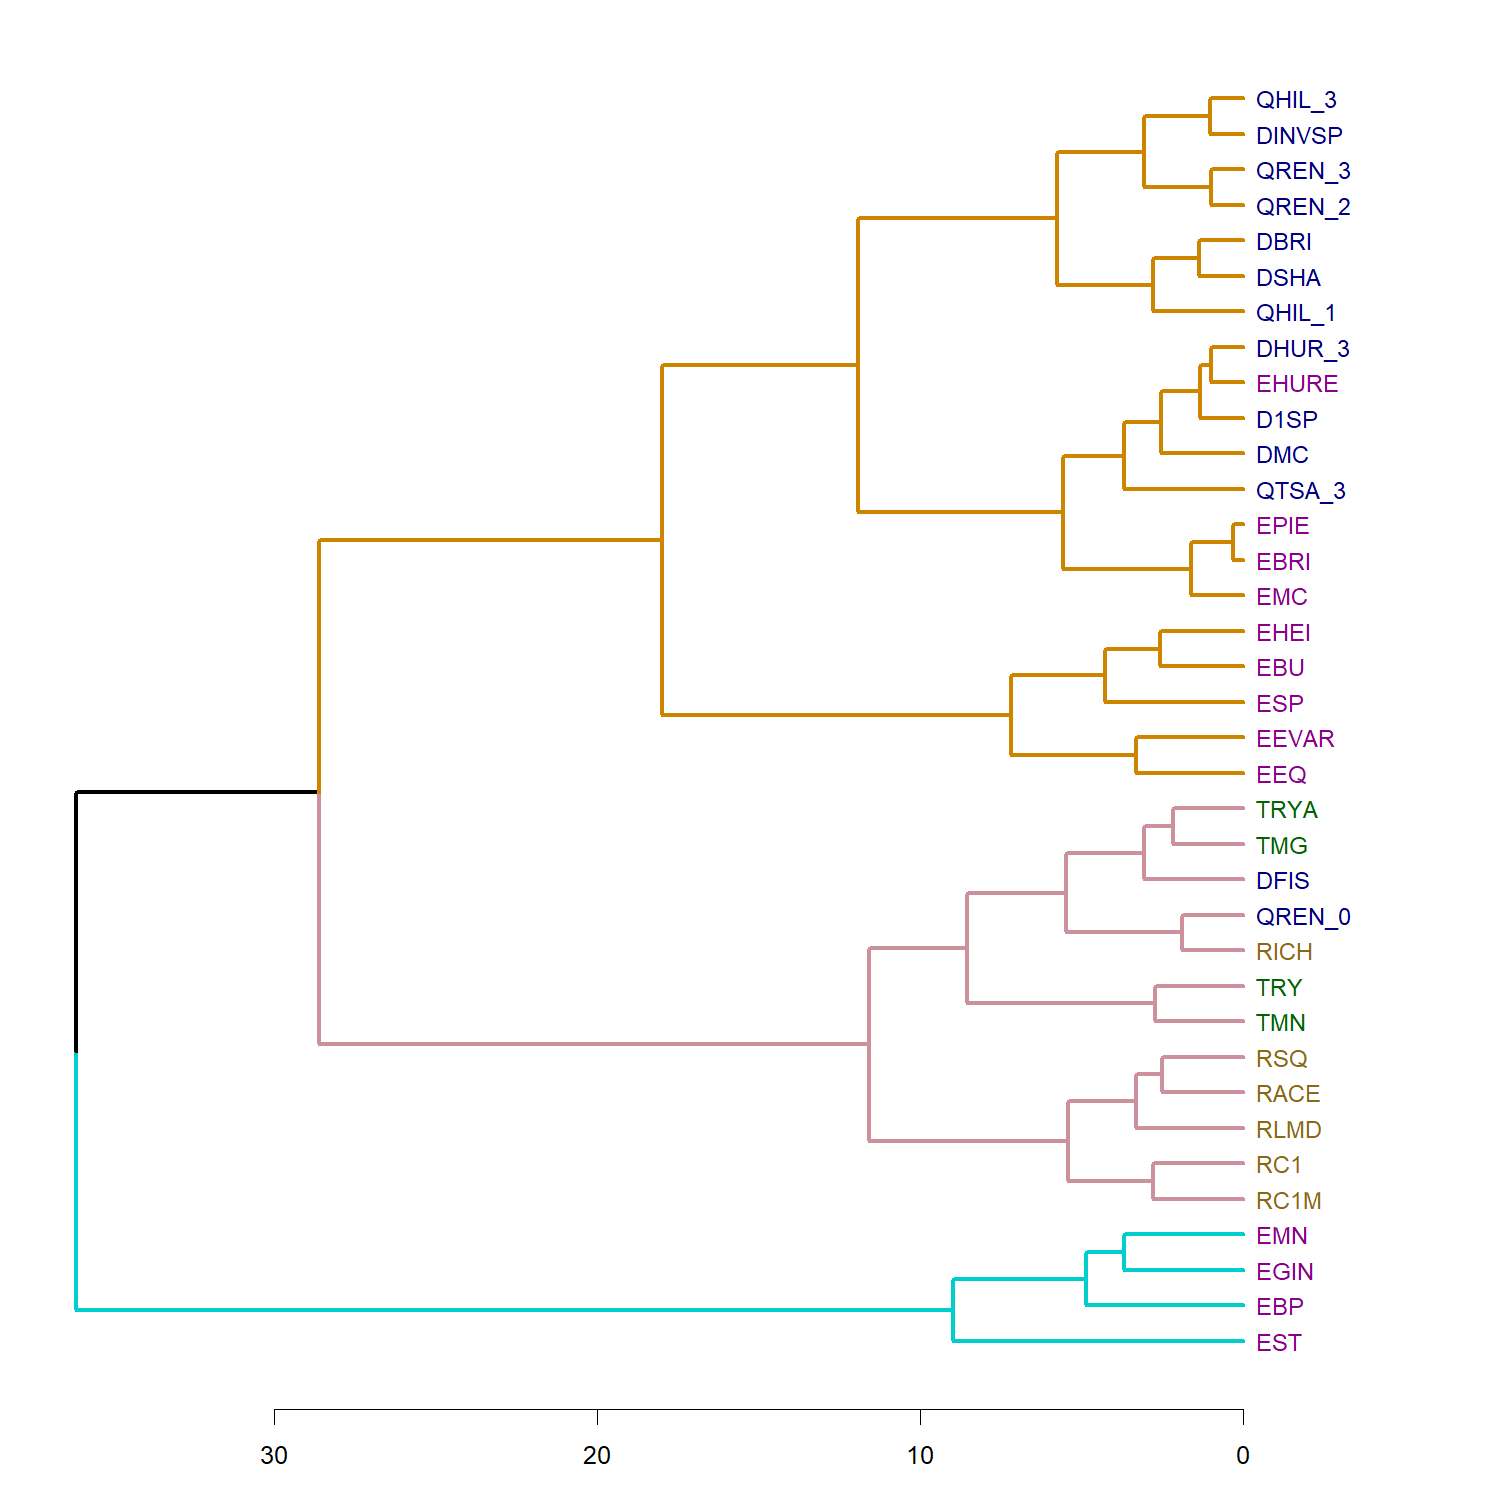 QHIL_3
DINVSP
QREN_3
QREN_2
DBRI
DSHA
QHIL_1
DHUR_3
EHURE
D1SP
DMC
QTSA_3
EPIE
EBRI
EMC
EHEI
EBU
ESP
EEVAR
EEQ
TRYA
TMG
DFIS
QREN_0
RICH
TRY
TMN
RSQ
RACE
RLMD
RC1
RC1M
EMN
EGIN
EBP
EST
30 20 10 0